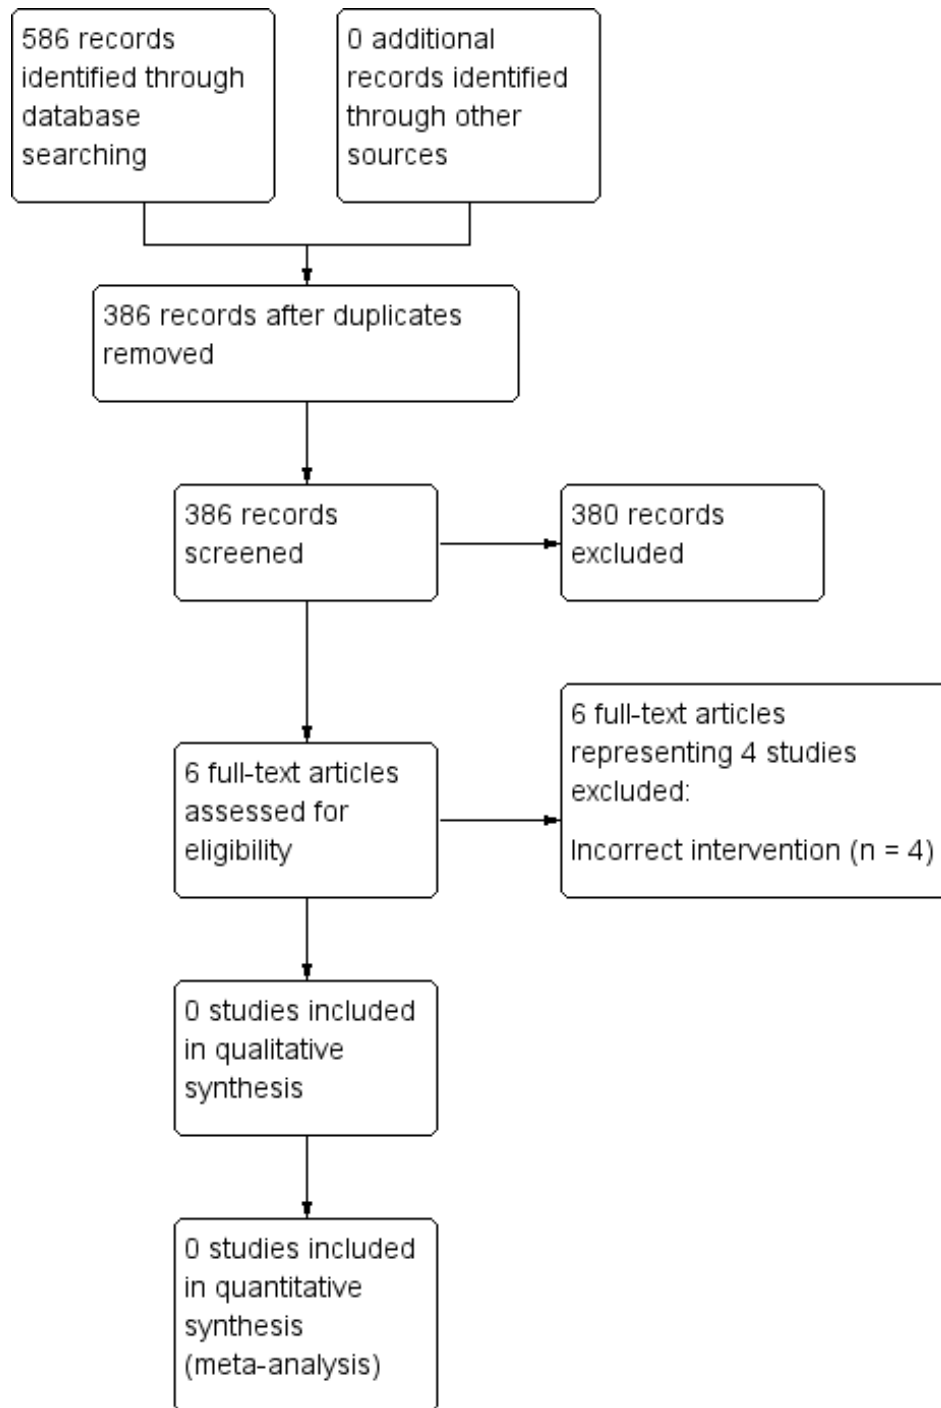 586 records
identified through
database
searching
0 additional
records identified
through other
sources
386 records after duplicates
removed
386 records
screened
380 records
excluded
6 full-text articles
assessed for
eligibility
6 full-text articles
representing 4 studies
excluded:
Incorrect intervention (n = 4)
0 studies included
in qualitative
synthesis
0 studies included
in quantitative
synthesis
(meta-analysis)